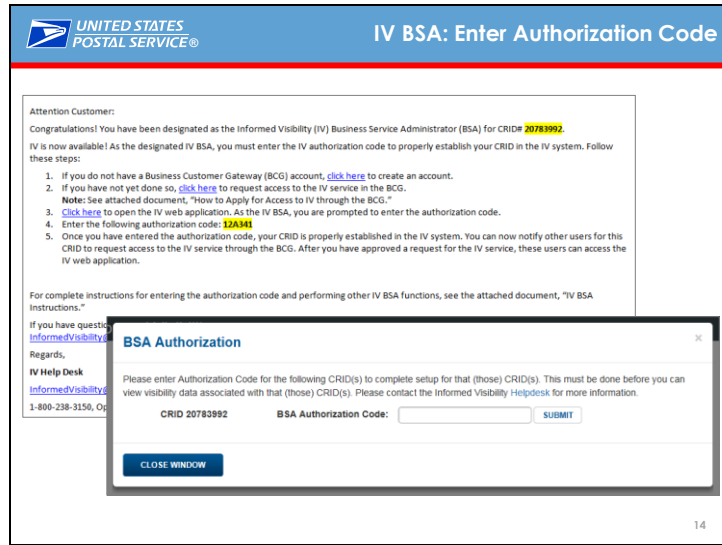 UNITED STATES
POSTAL SERVICE®
IV BSA: Enter Authorization Code
Attention Customer:
Congratulations! You have been designated as the Informed Visibility (IV) Business Service Administrator (BSA) for CRID# 20783992.
IV is now available! As the designated IV BSA, you must enter the IV authorization code to properly establish your CRID in the IV system. Follow
these steps:
1. If you do not have a Business Customer Gateway (BCG) account, click here to create an account.
2. If you have not yet done so, click here to request access to the IV service in the BCG.
Note: See attached document, "How to Apply for Access to IV through the BCG."
3. Click here to open the IV web application. As the IV BSA, you are prompted to enter the authorization code.
4. Enter the following authorization code: 12A341
5. Once you have entered the authorization code, your CRID is properly established in the IV system. You can now notify other users for this
CRID to request access to the IV service through the BCG. After you have approved a request for the IV service, these users can access the
IV web application.
For complete instructions for entering the authorization code and performing other IV BSA functions, see the attached document, "IV BSA
Instructions."
If you have questio
InformedVisibility@
Regards,
IV Help Desk
InformedVisibility@
1-800-238-3150, Op
BSA Authorization
×
Please enter Authorization Code for the following CRID(s) to complete setup for that (those) CRID(s). This must be done before you can
view visibility data associated with that (those) CRID(s). Please contact the Informed Visibility Helpdesk for more information.
CRID 20783992 BSA Authorization Code: SUBMIT
CLOSE WINDOW
14